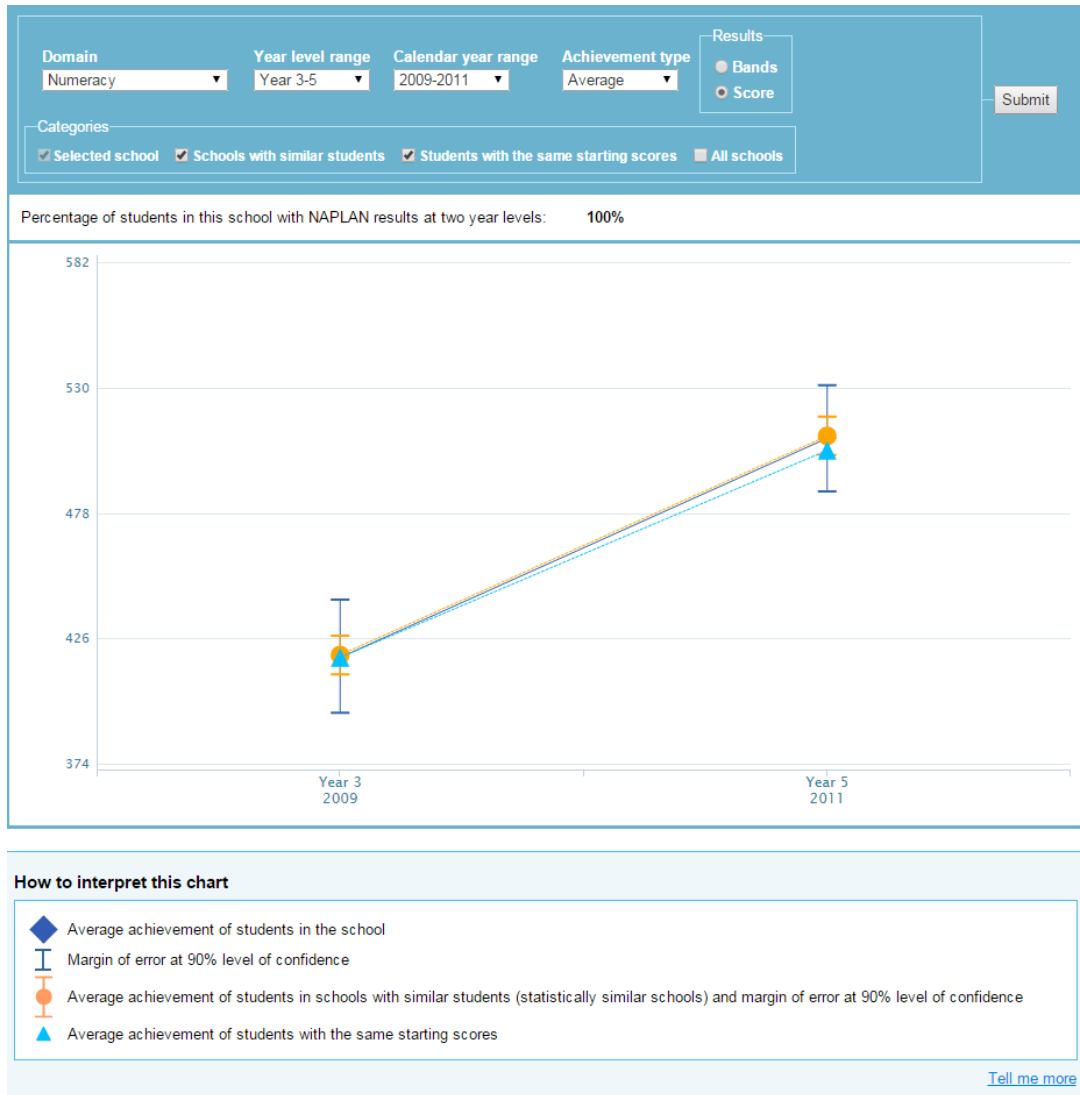 Results
Domain Year level range Calendar year range Achievement type
Bands
Numeracy Year 3-5 2009-2011 Average
Score
Submit
Categories
Selected school Schools with similar students Students with the same starting scores All schools
Percentage of students in this school with NAPLAN results at two year levels: 100%
582
530
478
426
374
Year 3 Year 5
2009 2011
How to interpret this chart
Average achievement of students in the school
Margin of error at 90% level of confidence
Average achievement of students in schools with similar students (statistically similar schools) and margin of error at 90% level of confidence
Average achievement of students with the same starting scores
Tell me more